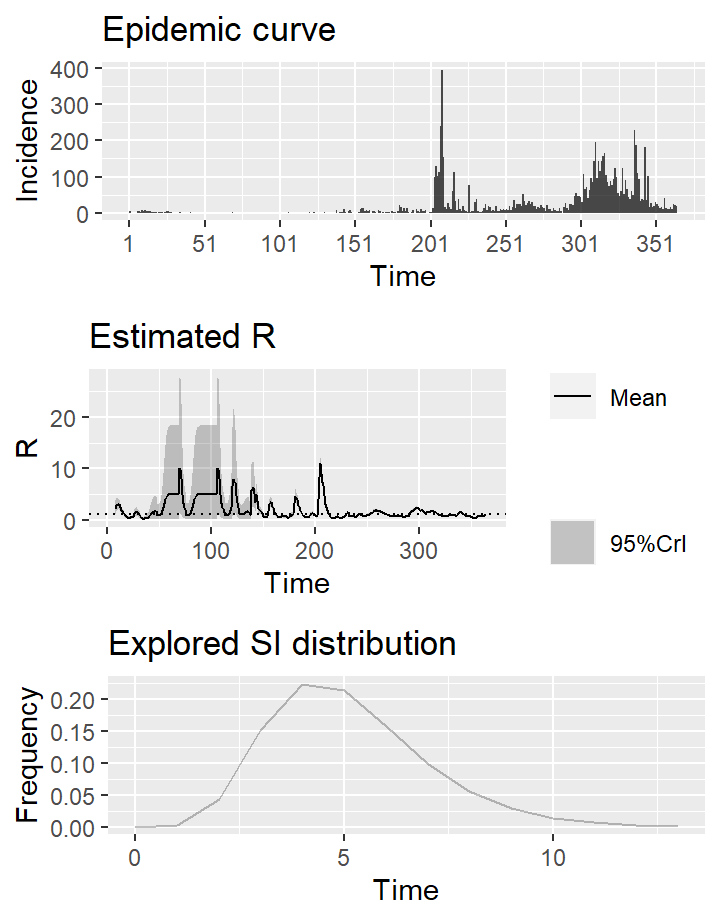 Epidemic curve
Incidence
400
300
200
100
0
1 51 101 151 201 251 301 351
Time
Estimated R
R
20
10
0
0 100 200 300
Time
Mean
95%CrI
Explored SI distribution
Frequency
0.20
0.15
0.10
0.05
0.00
0 5 10
Time